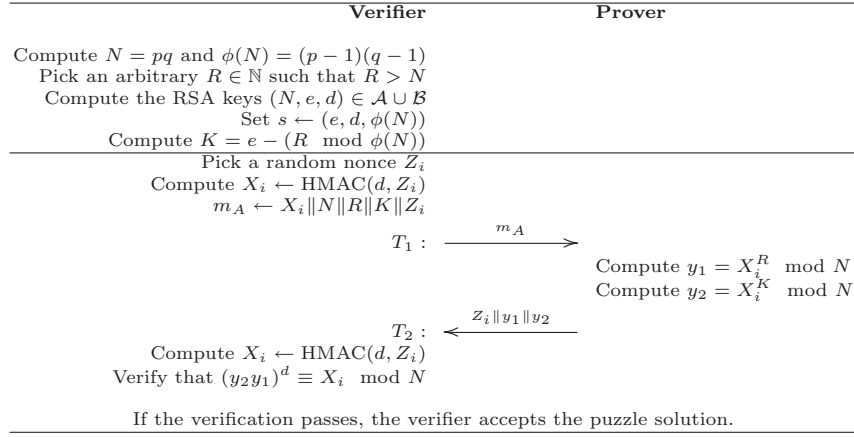 Verifier Prover
Compute N = pq and ϕ(N) = (p − 1)(q − 1)
Pick an arbitrary R ∈ ℕ such that R > N
Compute the RSA keys (N, e, d) ∈ 𝒜 ∪ ℬ
Set s ← (e, d, ϕ(N))
Compute K = e − (R mod ϕ(N))
Pick a random nonce Z_i
Compute X_i ← HMAC(d, Z_i)
m_A ← X_i‖N‖R‖K‖Z_i
T_1 : m_A
Compute y_1 = X_i^R mod N
Compute y_2 = X_i^K mod N
T_2 : Z_i‖y_1‖y_2
Compute X_i ← HMAC(d, Z_i)
Verify that (y_2y_1)^d ≡ X_i mod N
If the verification passes, the verifier accepts the puzzle solution.